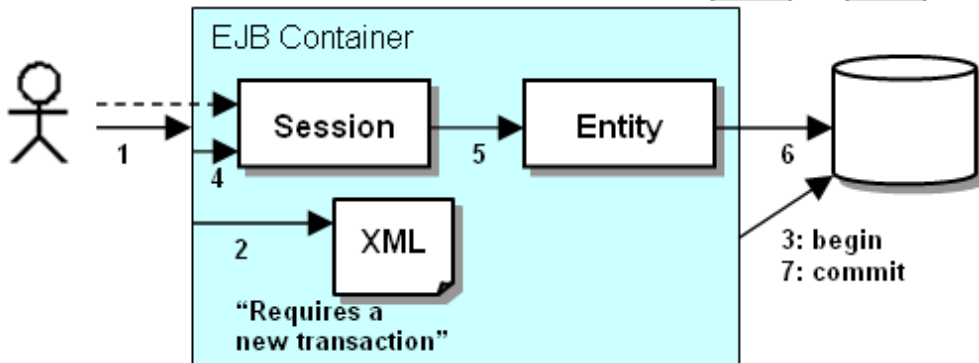 EJB Container
Session
Entity
1
4
5
6
2
XML
3: begin
7: commit
“Requires a
new transaction”